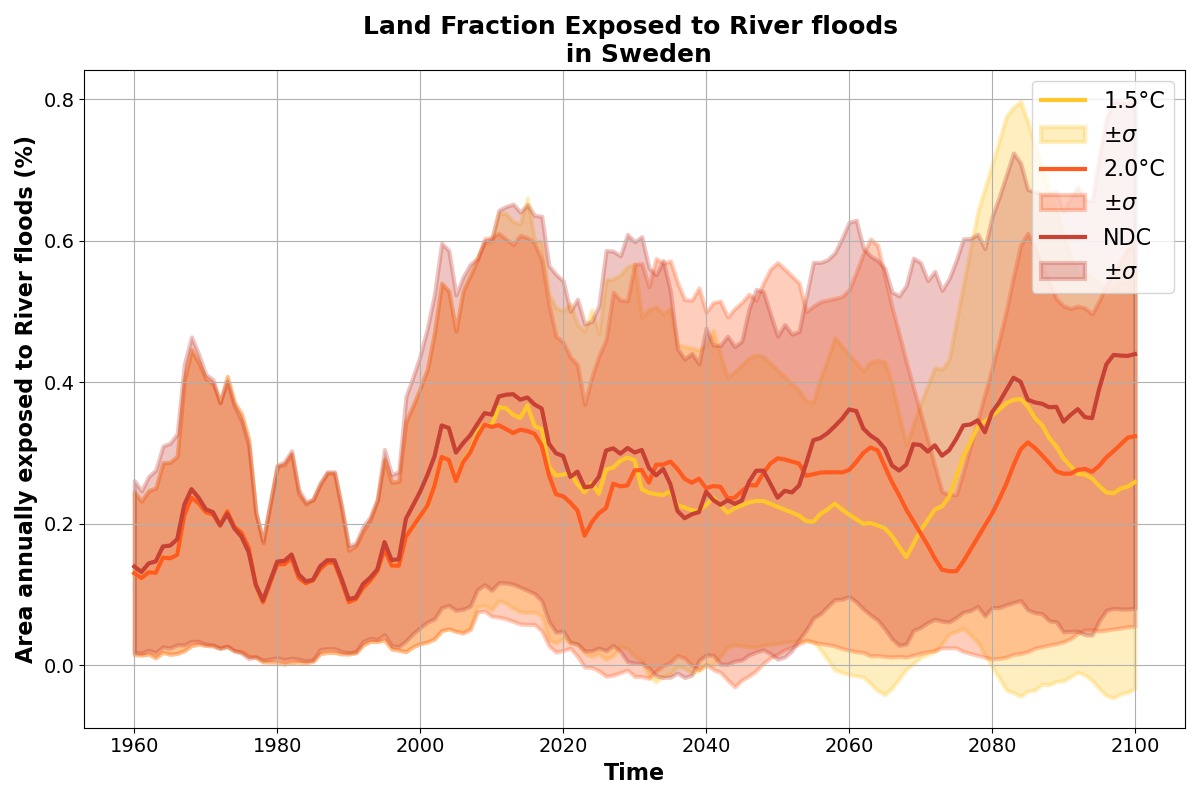 Land Fraction Exposed to River floods
in Sweden
Area annually exposed to River floods (%)
0.8
0.6
0.4
0.2
0.0
1960 1980 2000 2020 2040 2060 2080 2100
Time
1.5°C
±σ
2.0°C
±σ
NDC
±σ